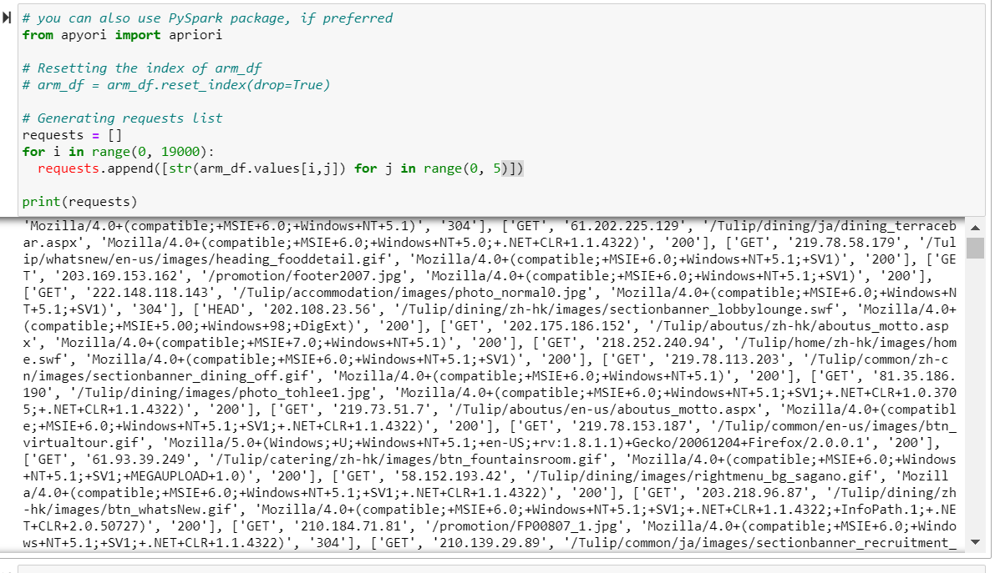 # you can also use PySpark package, if preferred
from apyori import apriori
# Resetting the index of arm_df
# arm_df = arm_df.reset_index(drop=True)
# Generating requests list
requests = []
for i in range(0, 19000):
  requests.append([str(arm_df.values[i,j]) for j in range(0, 5)])
print(requests)
'Mozilla/4.0+(compatible;+MSIE+6.0;+Windows+NT+5.1)', '304'], ['GET', '61.202.225.129', '/Tulip/dining/ja/dining_terraceb
ar.aspx', 'Mozilla/4.0+(compatible;+MSIE+6.0;+Windows+NT+5.0;+.NET+CLR+1.1.4322)', '200'], ['GET', '219.78.58.179', '/Tul
ip/whatsnew/en-us/images/heading_fooddetail.gif', 'Mozilla/4.0+(compatible;+MSIE+6.0;+Windows+NT+5.1;+SV1)', '200'], ['GE
T', '203.169.153.162', '/promotion/footer2007.jpg', 'Mozilla/4.0+(compatible;+MSIE+6.0;+Windows+NT+5.1;+SV1)', '200'],
['GET', '222.148.118.143', '/Tulip/accommodation/images/photo_normal0.jpg', 'Mozilla/4.0+(compatible;+MSIE+6.0;+Windows+N
T+5.1;+SV1)', '304'], ['HEAD', '202.108.23.56', '/Tulip/dining/zh-hk/images/sectionbanner_lobbylounge.swf', 'Mozilla/4.0+
(compatible;+MSIE+5.00;+Windows+98;+DigExt)', '200'], ['GET', '202.175.186.152', '/Tulip/aboutus/zh-hk/aboutus_motto.asp
x', 'Mozilla/4.0+(compatible;+MSIE+7.0;+Windows+NT+5.1)', '200'], ['GET', '218.252.240.94', '/Tulip/home/zh-hk/images/hom
e.swf', 'Mozilla/4.0+(compatible;+MSIE+6.0;+Windows+NT+5.1;+SV1)', '200'], ['GET', '219.78.113.203', '/Tulip/common/zh-c
n/images/sectionbanner_dining_off.gif', 'Mozilla/4.0+(compatible;+MSIE+6.0;+Windows+NT+5.1)', '200'], ['GET', '81.35.186.
190', '/Tulip/dining/images/photo_tohlee1.jpg', 'Mozilla/4.0+(compatible;+MSIE+6.0;+Windows+NT+5.1;+SV1;+.NET+CLR+1.0.370
5;+.NET+CLR+1.1.4322)', '200'], ['GET', '219.73.51.7', '/Tulip/aboutus/en-us/aboutus_motto.aspx', 'Mozilla/4.0+(compatibl
e;+MSIE+6.0;+Windows+NT+5.1;+SV1;+.NET+CLR+1.1.4322)', '200'], ['GET', '219.78.153.187', '/Tulip/common/en-us/images/btn_
virtualtour.gif', 'Mozilla/5.0+(Windows;+U;+Windows+NT+5.1;+en-US;+rv:1.8.1.1)+Gecko/20061204+Firefox/2.0.0.1', '200'],
['GET', '61.93.39.249', '/Tulip/catering/zh-hk/images/btn_fountainsroom.gif', 'Mozilla/4.0+(compatible;+MSIE+6.0;+Windows
+NT+5.1;+SV1;+MEGAUPLOAD+1.0)', '200'], ['GET', '58.152.193.42', '/Tulip/dining/images/rightmenu_bg_sagano.gif', 'Mozill
a/4.0+(compatible;+MSIE+6.0;+Windows+NT+5.1;+SV1;+.NET+CLR+1.1.4322)', '200'], ['GET', '203.218.96.87', '/Tulip/dining/zh
-hk/images/btn_whatsNew.gif', 'Mozilla/4.0+(compatible;+MSIE+6.0;+Windows+NT+5.1;+SV1;+.NET+CLR+1.1.4322;+InfoPath.1;+.NE
T+CLR+2.0.50727)', '200'], ['GET', '210.184.71.81', '/promotion/FP00807_1.jpg', 'Mozilla/4.0+(compatible;+MSIE+6.0;+Windo
ws+NT+5.1;+SV1;+.NET+CLR+1.1.4322)', '304'], ['GET', '210.139.29.89', '/Tulip/common/ja/images/sectionbanner_recruitment_